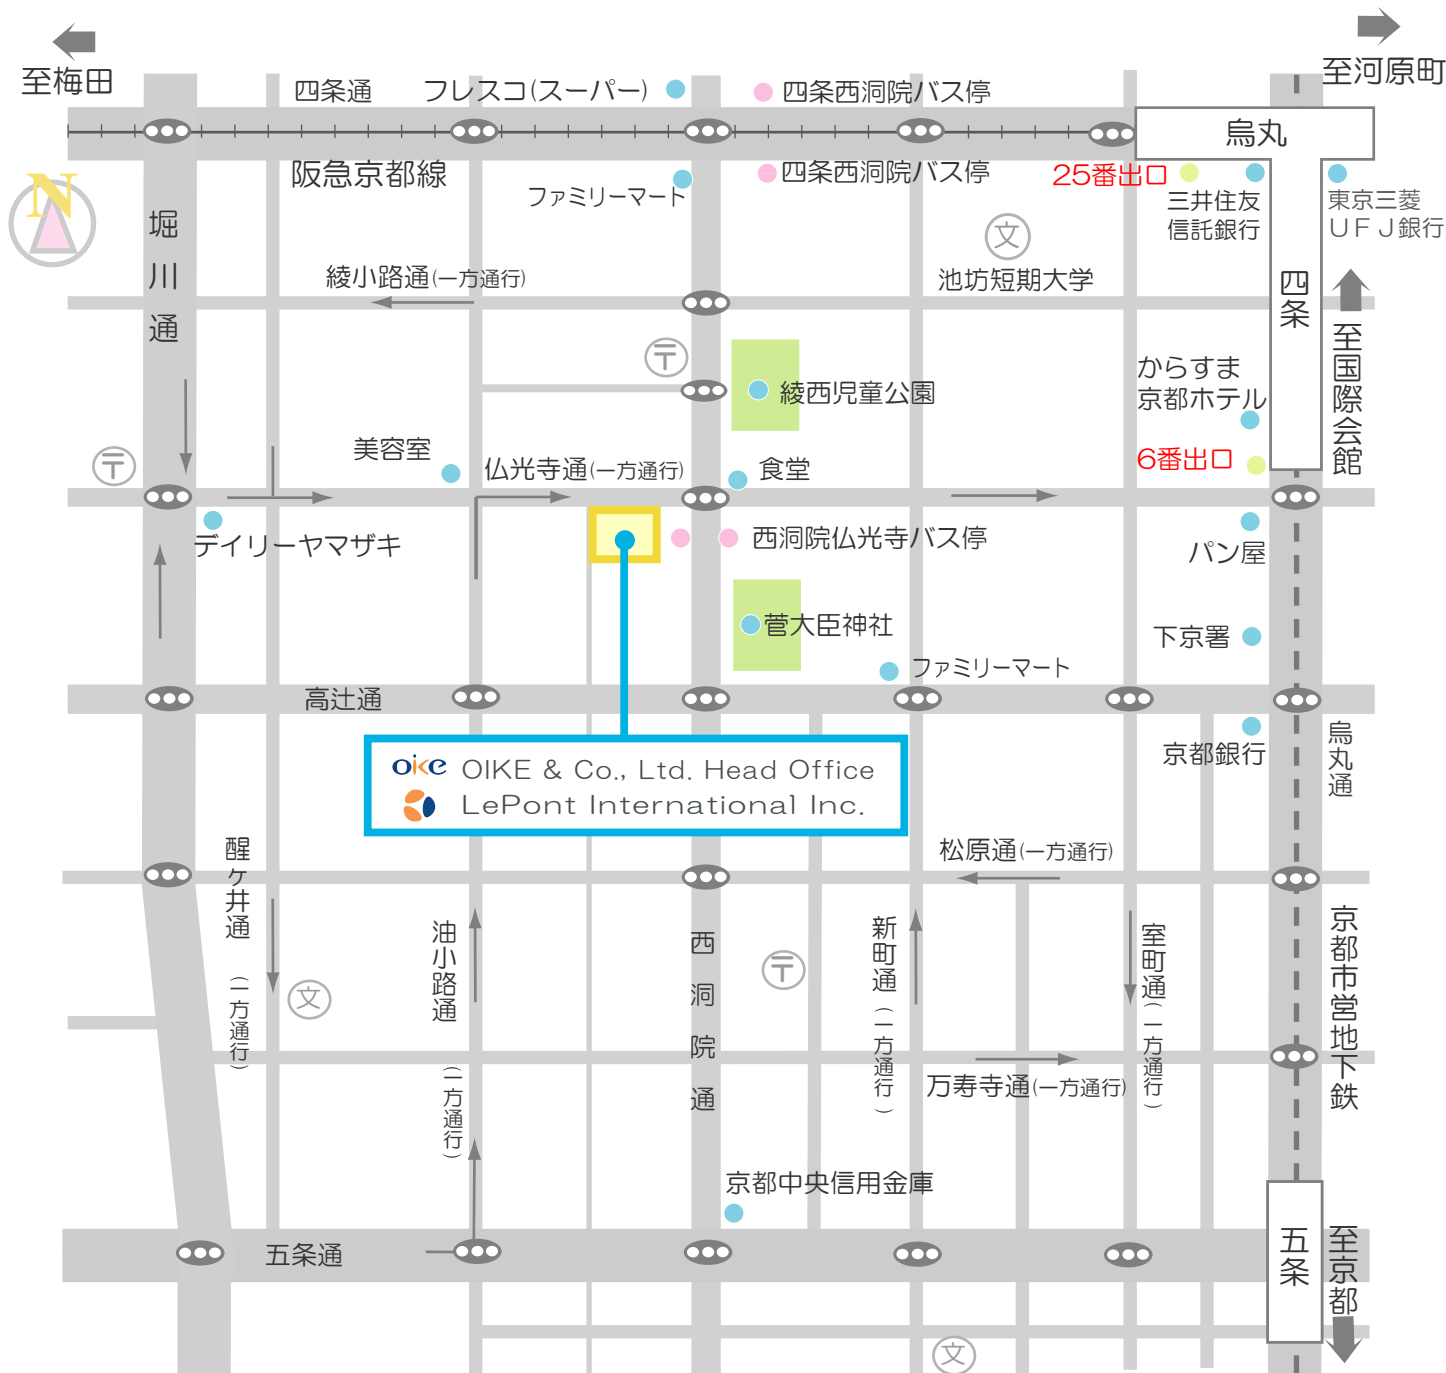 至梅田
至河原町
四条通
フレスコ(スーパー)
四条西洞院バス停
烏丸
N
阪急京都線
ファミリーマート
四条西洞院バス停
25番出口
三井住友
信託銀行
東京三菱
UFJ銀行
堀川通
文
池坊短期大学
綾小路通(一方通行)
四条
至国際会館
〒
綾西児童公園
からすま
京都ホテル
〒
美容室
仏光寺通(一方通行)
食堂
6番出口
デイリーヤマザキ
西洞院仏光寺バス停
パン屋
菅大臣神社
下京署
ファミリーマート
高辻通
京都銀行
烏丸通
oike OIKE & Co., Ltd. Head Office
LePont International Inc.
醒ヶ井通(一方通行)
松原通(一方通行)
文
油小路通(一方通行)
西洞院通
〒
新町通(一方通行)
室町通(一方通行)
京都市営地下鉄
万寿寺通(一方通行)
京都中央信用金庫
五条通
五条
至京都
文